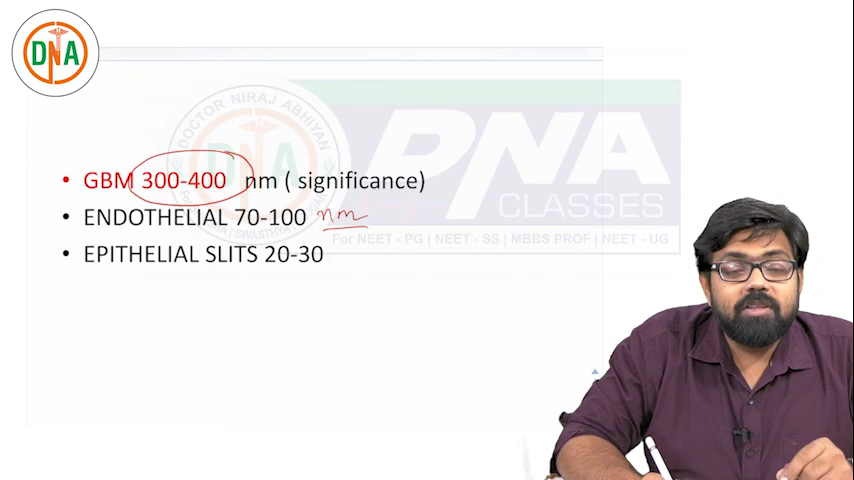 DNA
DOCTOR NIRAJ ABHIYAN
DNA
DNA
CLASSES
For NEET - PG | NEET - SS | MBBS PROF | NEET - UG
• GBM 300-400 nm ( significance)
• ENDOTHELIAL 70-100 nm
• EPITHELIAL SLITS 20-30